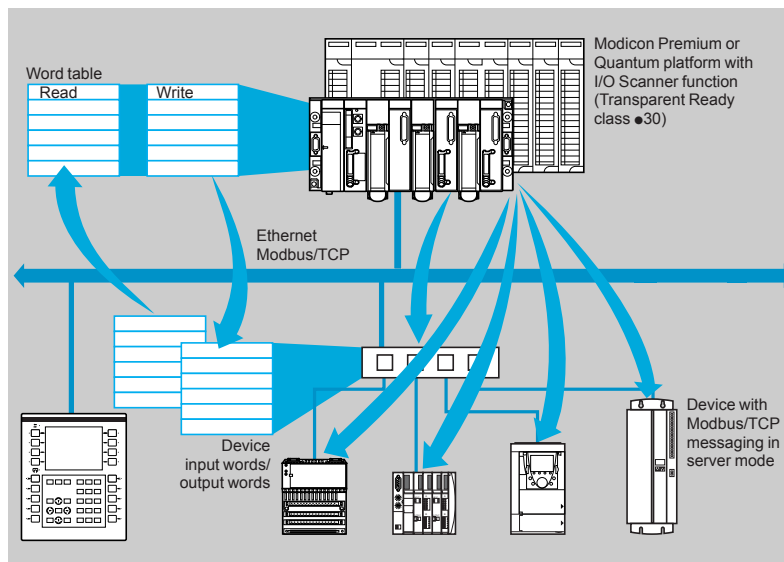 Modicon Premium or
Quantum platform with
I/O Scanner function
(Transparent Ready
class ●30)
Word table
Read
Write
Ethernet
Modbus/TCP
Device
input words/
output words
Device with
Modbus/TCP
messaging in
server mode